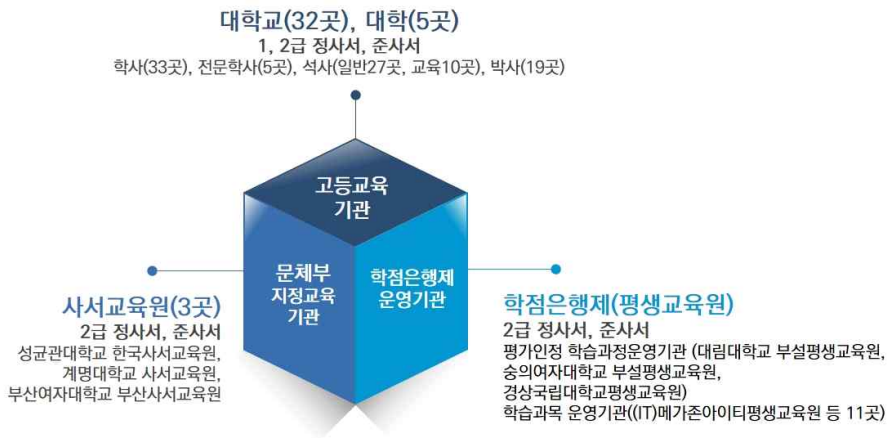 대학교(32곳), 대학(5곳)
1, 2급 정사서, 준사서
학사(33곳), 전문학사(5곳), 석사(일반27곳, 교육10곳), 박사(19곳)
고등교육
기관
문체부
지정교육
기관
학점은행제
운영기관
사서교육원(3곳)
2급 정사서, 준사서
성균관대학교 한국사서교육원,
계명대학교 사서교육원,
부산여자대학교 부산사서교육원
학점은행제(평생교육원)
2급 정사서, 준사서
평가인정 학습과정운영기관 (대림대학교 부설평생교육원,
숭의여자대학교 부설평생교육원,
경상국립대학교평생교육원)
학습과목 운영기관((IT)메가존아이티평생교육원 등 11곳)